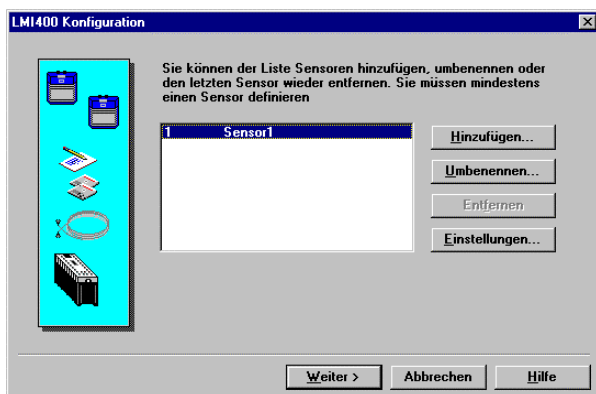 LMI400 Konfiguration
Sie können der Liste Sensoren hinzufügen, umbenennen oder
den letzten Sensor wieder entfernen. Sie müssen mindestens
einen Sensor definieren
1 Sensor1
Hinzufügen...
Umbenennen...
Entfernen
Einstellungen...
Weiter >
Abbrechen
Hilfe